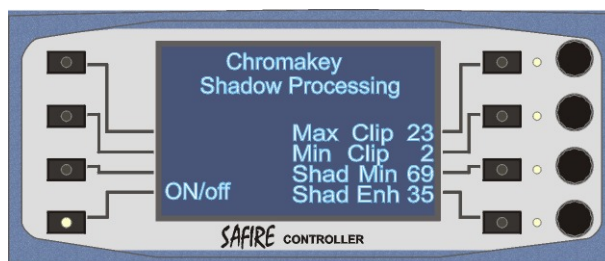 Chromakey
Shadow Processing
Max Clip 23
Min Clip 2
Shad Min 69
ON/off Shad Enh 35
SAFIRE CONTROLLER